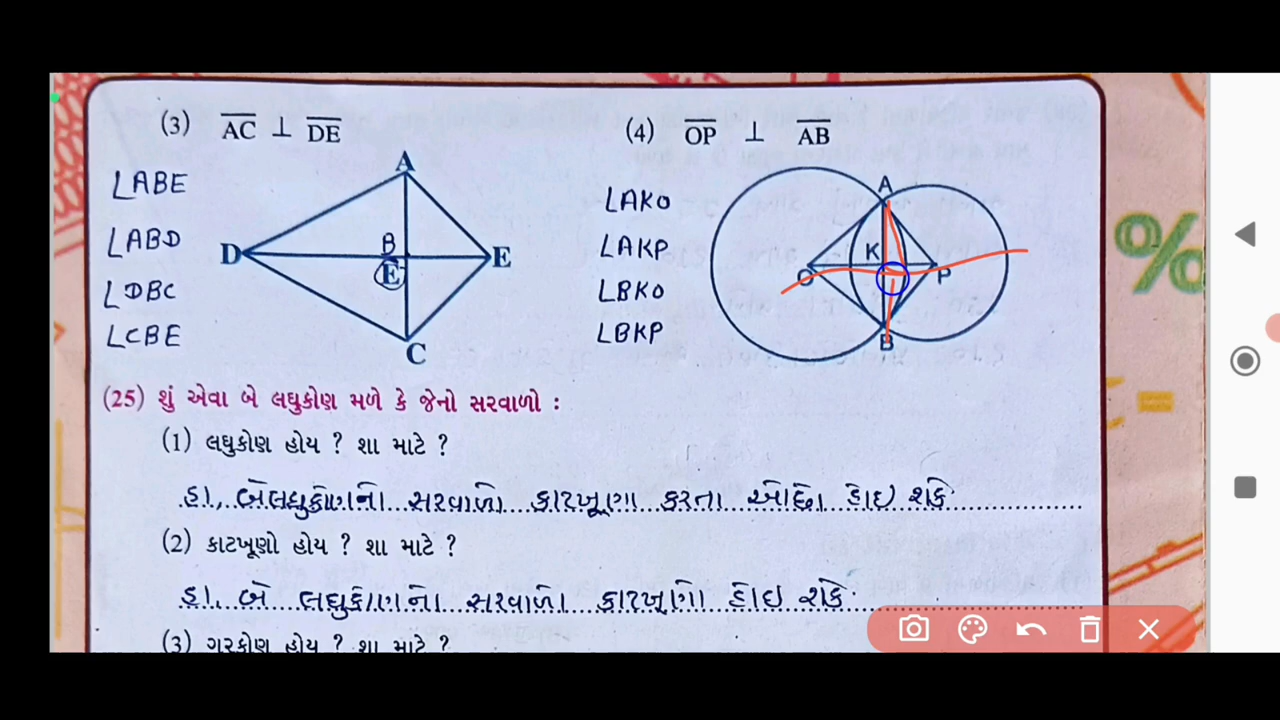 (3) AC ⊥ DE
(4) OP ⊥ AB
∟ABE
∟ABD
∟DBC
∟CBE
A
D
B
E
E
C
∟AKO
∟AKP
∟BKO
∟BKP
A
K
O
P
B
%
(25) શું એવા બે લઘુકોણ મળે કે જેનો સરવાળો :
(1) લઘુકોણ હોય ? શા માટે ?
હા, બે લઘુકોણનો સરવાળો કાટખૂણા કરતા ઓછો હોઇ શકે
(2) કાટખૂણો હોય ? શા માટે ?
હા, બે લઘુકોણનો સરવાળો કાટખૂણો હોઇ શકે
(3) ગુરુકોણ હોય ? શા માટે ?